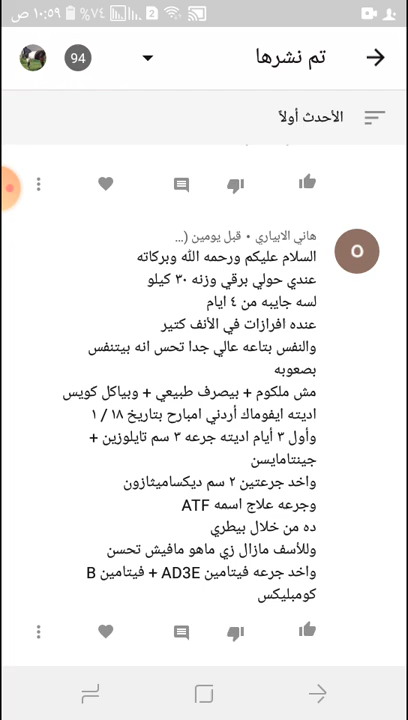 ١٠:٥٩ ص ٧٤٪ 2
تم نشرها
94
الأحدث أولاً
هاني الابياري • قبل يومين (...
O
السلام عليكم ورحمه الله وبركاته
عندي حولي برقي وزنه ٣٠ كيلو
لسه جايبه من ٤ ايام
عنده افرازات في الأنف كتير
والنفس بتاعه عالي جدا تحس انه بيتنفس
بصعوبه
مش ملكوم + بيصرف طبيعي + وبياكل كويس
اديته ايفوماك أردني امبارح بتاريخ ١٨ / ١
وأول ٣ أيام اديته جرعه ٣ سم تايلوزين +
جينتامايسن
واخد جرعتين ٢ سم ديكساميثازون
وجرعه علاج اسمه ATF
ده من خلال بيطري
وللأسف مازال زي ماهو مافيش تحسن
واخد جرعه فيتامين AD3E + فيتامين B
كومبليكس